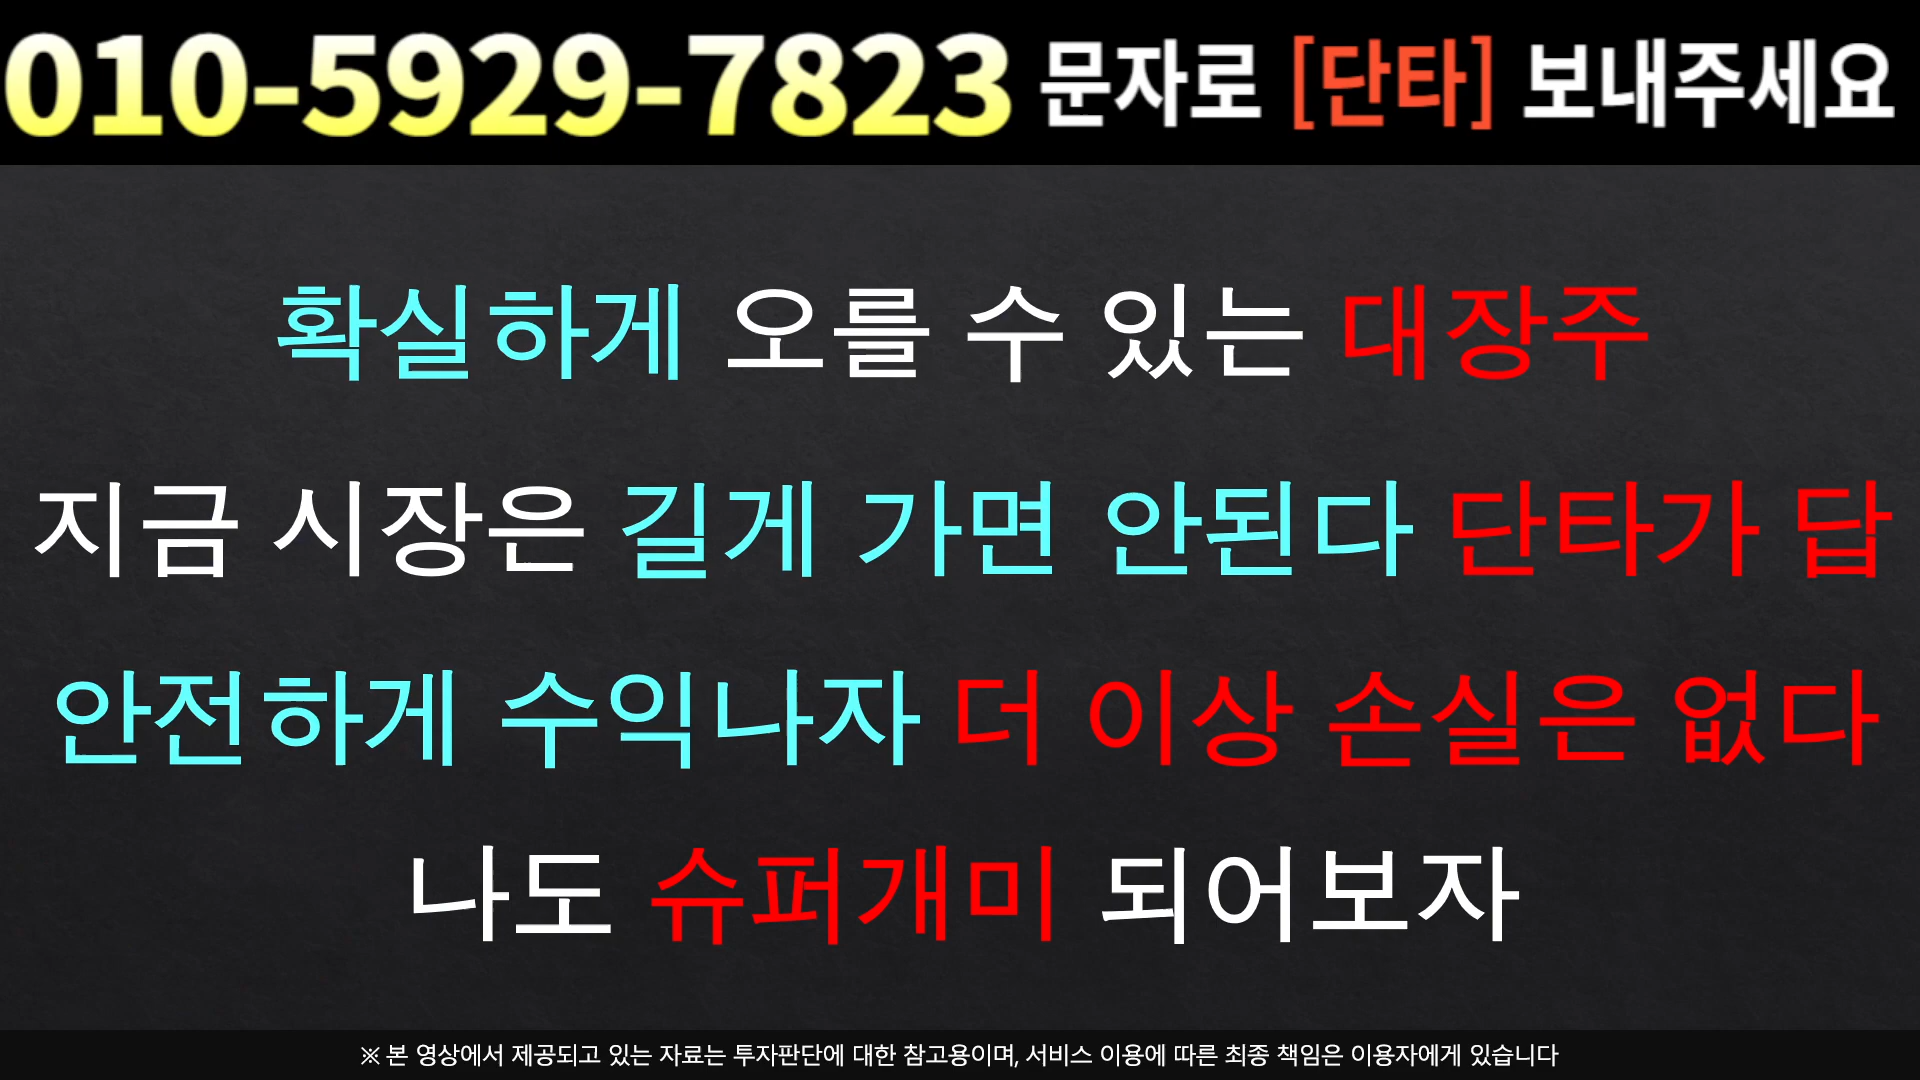 010-5929-7823 문자로 [단타] 보내주세요
확실하게 오를 수 있는 대장주
지금 시장은 길게 가면 안된다 단타가 답
안전하게 수익나자 더 이상 손실은 없다
나도 슈퍼개미 되어보자
※ 본 영상에서 제공되고 있는 자료는 투자판단에 대한 참고용이며, 서비스 이용에 따른 최종 책임은 이용자에게 있습니다